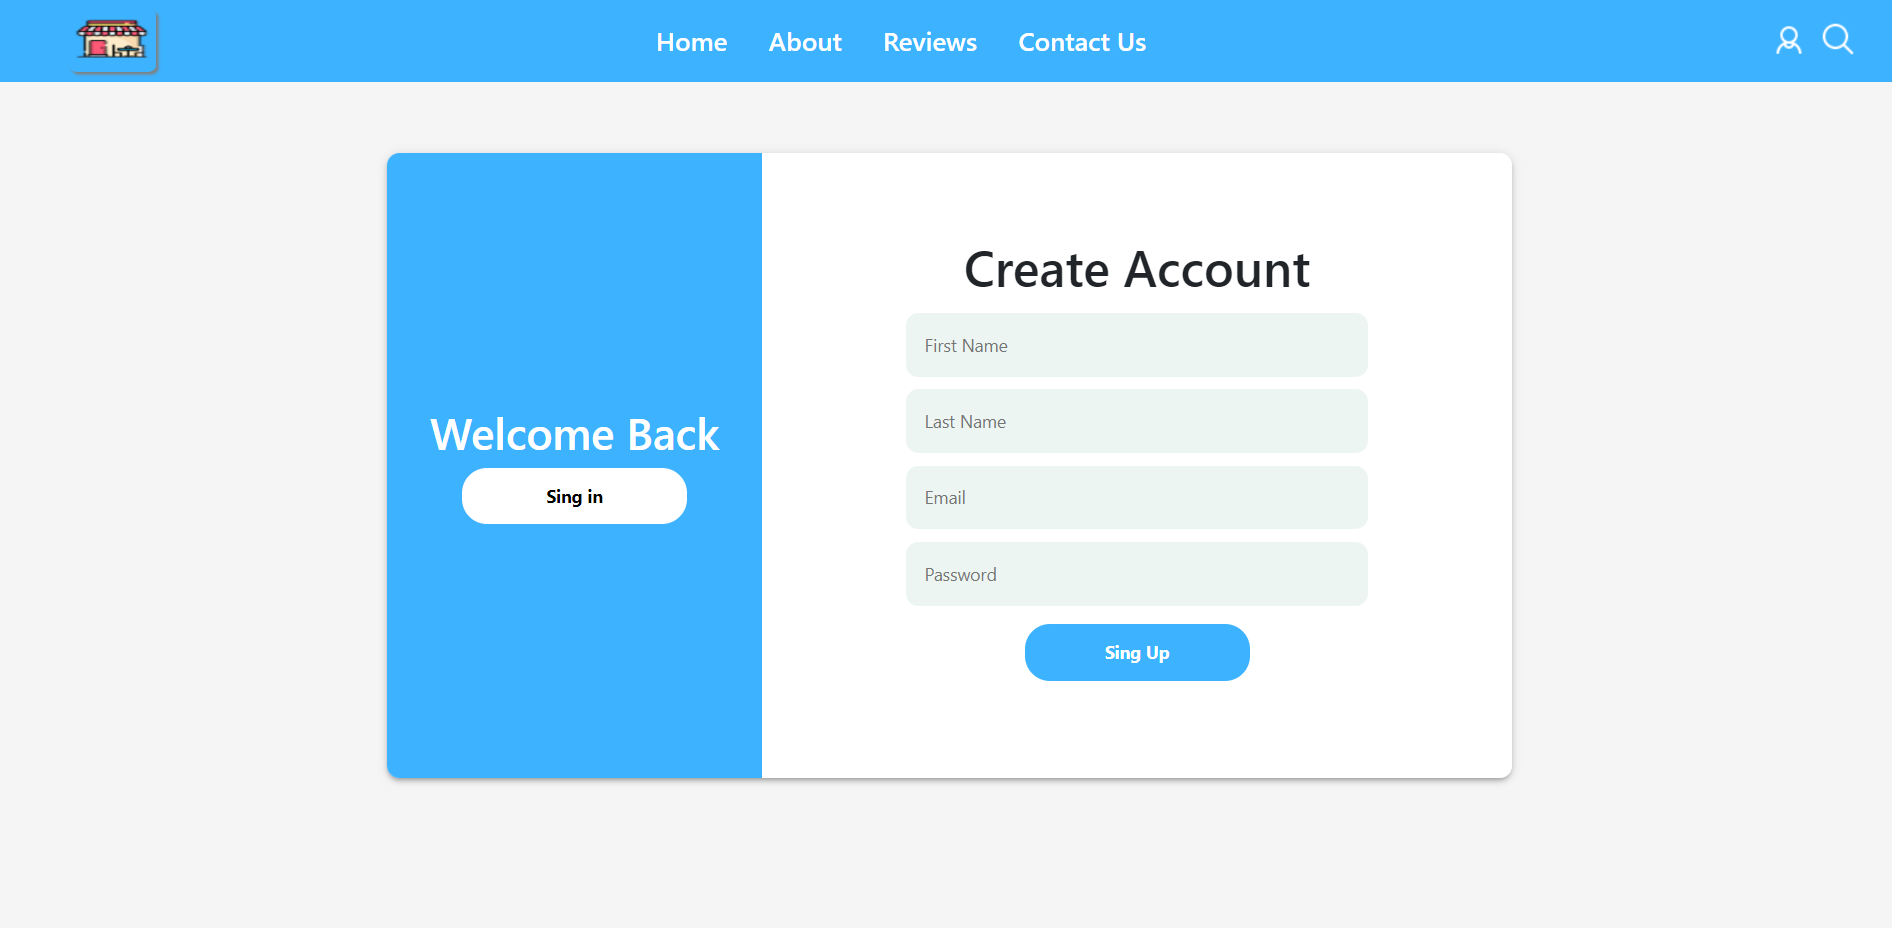 Home About Reviews Contact Us
Welcome Back
Sing in
Create Account
First Name
Last Name
Email
Password
Sing Up